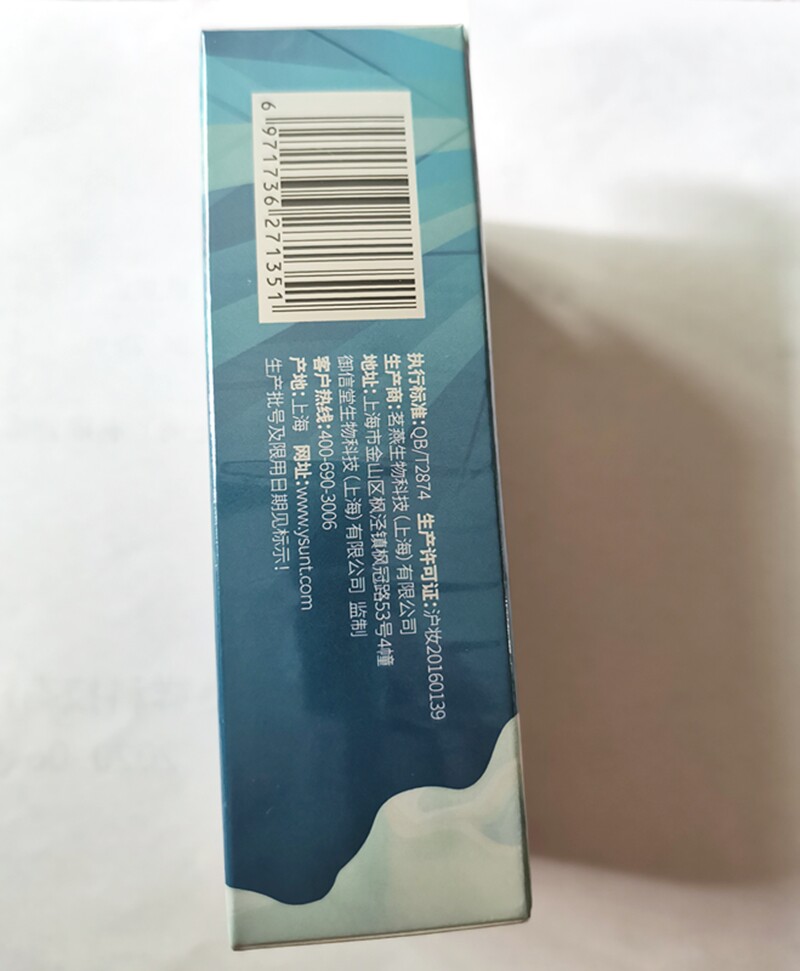 6 971736 271351
执行标准:QB/T2874 生产许可证:沪妆20160139
生产商:茗燕生物科技(上海)有限公司
地址:上海市金山区枫泾镇枫冠路53号4幢
御信堂生物科技(上海)有限公司 监制
客户热线:400-690-3006
产地:上海 网址:www.ysunt.com
生产批号及限用日期见标示!